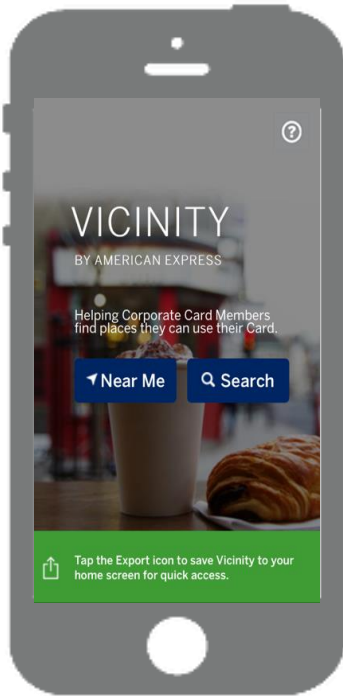 ?
VICINITY
BY AMERICAN EXPRESS
Helping Corporate Card Members
find places they can use their Card.
Near Me
Search
Tap the Export icon to save Vicinity to your
home screen for quick access.